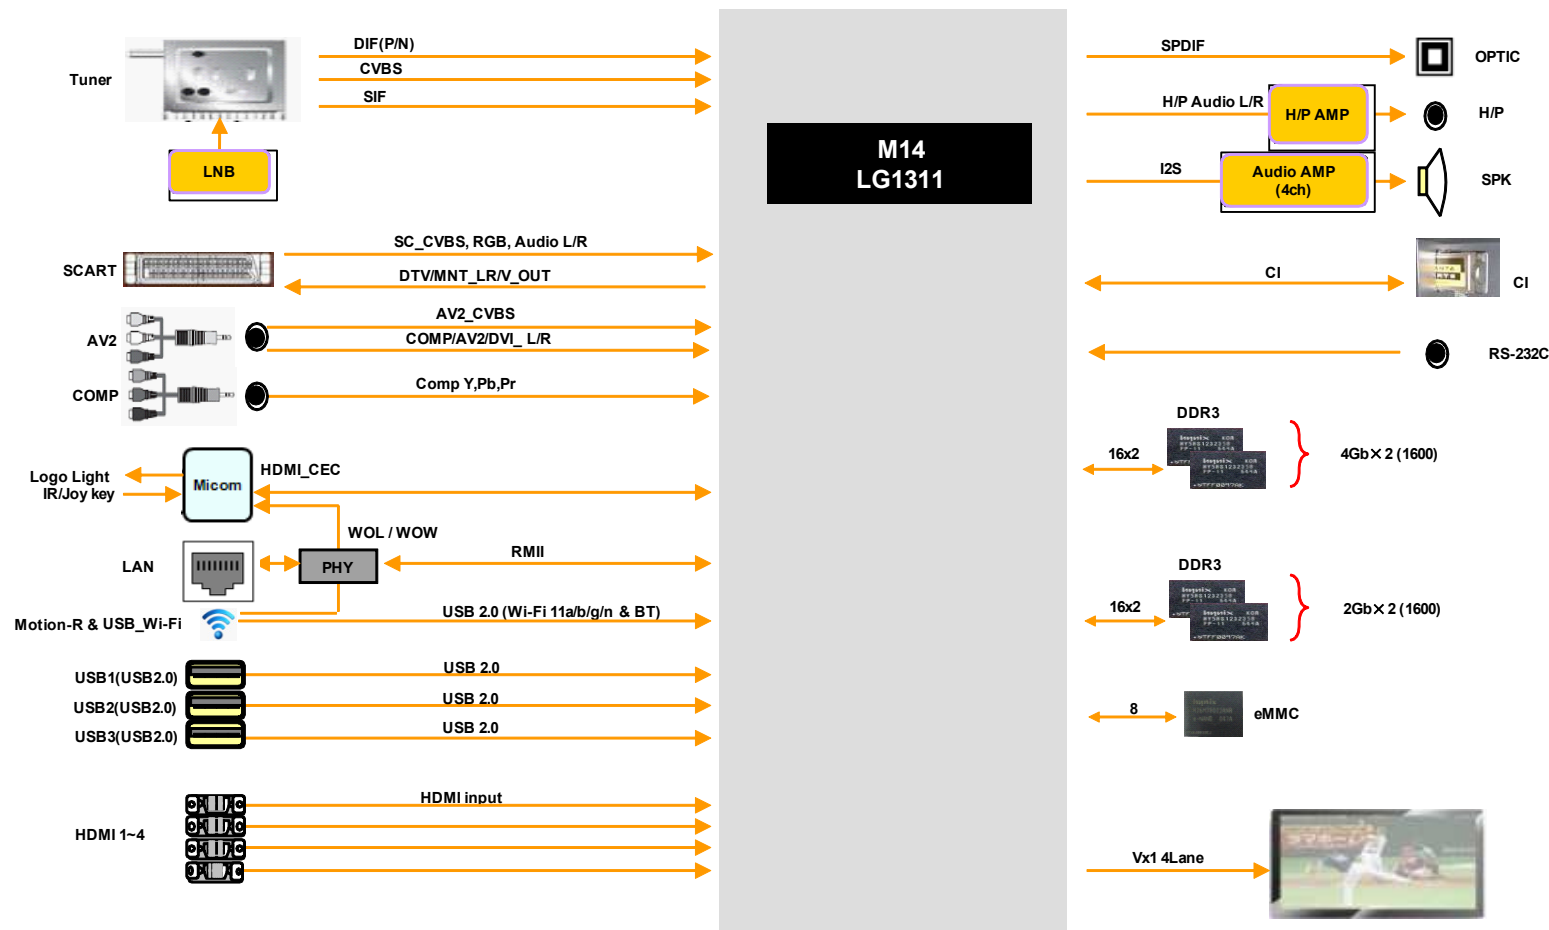 DIF(P/N)
CVBS
SIF
Tuner
LNB
SC_CVBS, RGB, Audio L/R
SCART
DTV/MNT_LR/V_OUT
AV2_CVBS
AV2
COMP/AV2/DVI_ L/R
Comp Y,Pb,Pr
COMP
HDMI_CEC
Logo Light
IR/Joy key
Micom
WOL / WOW
LAN
PHY
RMII
Motion-R & USB_Wi-Fi
USB 2.0 (Wi-Fi 11a/b/g/n & BT)
USB1(USB2.0)
USB 2.0
USB2(USB2.0)
USB 2.0
USB3(USB2.0)
USB 2.0
HDMI input
HDMI 1~4
M14
LG1311
SPDIF
OPTIC
H/P Audio L/R
H/P AMP
H/P
I2S
Audio AMP
(4ch)
SPK
CI
CI
RS-232C
DDR3
16x2
4Gb×2 (1600)
DDR3
16x2
2Gb×2 (1600)
8
eMMC
Vx1 4Lane